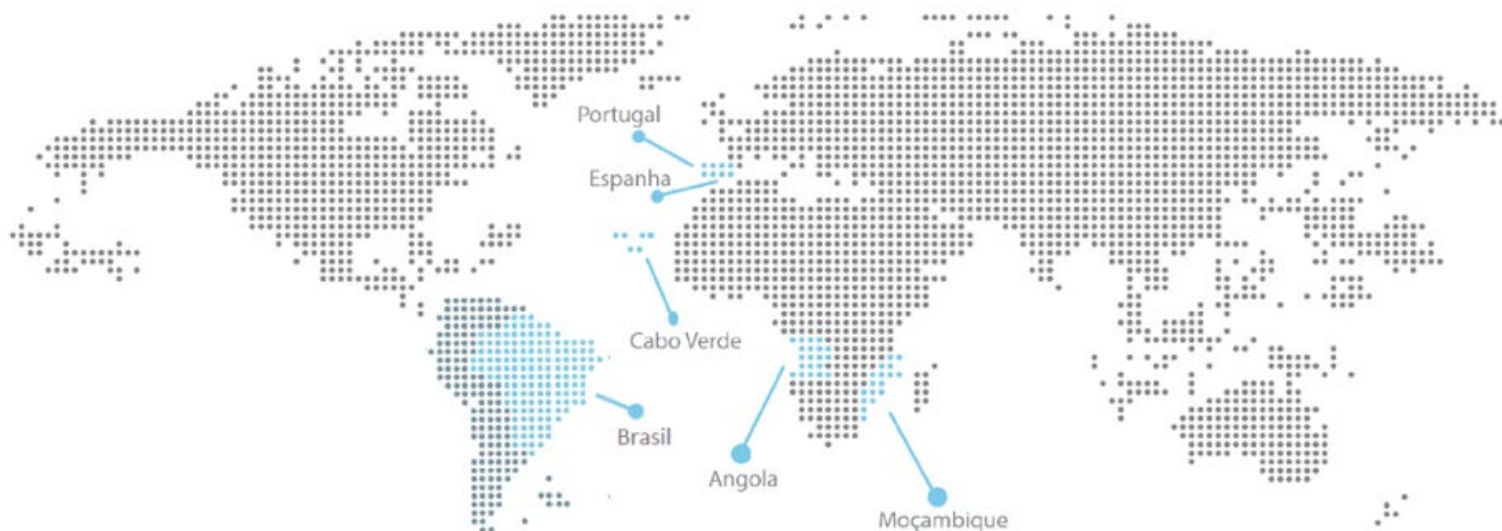 Portugal
Espanha
Cabo Verde
Brasil
Angola
Moçambique